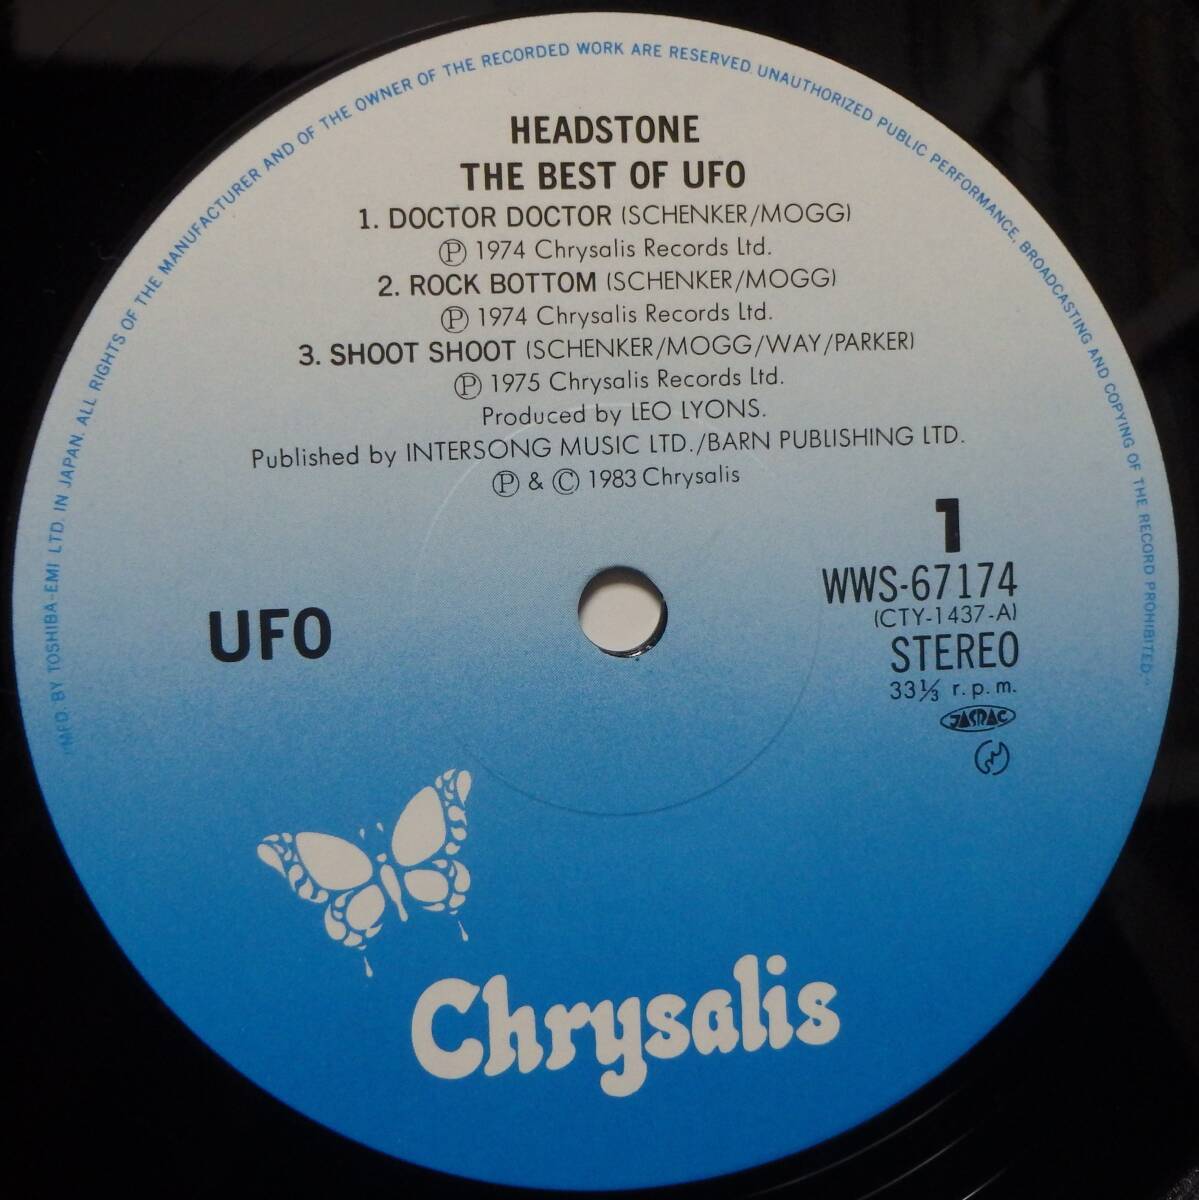 "MFD. BY TOSHIBA-EMI LTD. IN JAPAN. ALL RIGHTS OF THE MANUFACTURER AND OF THE OWNER OF THE RECORDED WORK ARE RESERVED. UNAUTHORIZED PUBLIC PERFORMANCE, BROADCASTING AND COPYING OF THE RECORD PROHIBITED."
HEADSTONE
THE BEST OF UFO
1. DOCTOR DOCTOR (SCHENKER/MOGG)
Ⓟ 1974 Chrysalis Records Ltd.
2. ROCK BOTTOM (SCHENKER/MOGG)
Ⓟ 1974 Chrysalis Records Ltd.
3. SHOOT SHOOT (SCHENKER/MOGG/WAY/PARKER)
Ⓟ 1975 Chrysalis Records Ltd.
Produced by LEO LYONS.
Published by INTERSONG MUSIC LTD./BARN PUBLISHING LTD.
Ⓟ & Ⓒ 1983 Chrysalis
1
WWS-67174
(CTY-1437-A)
UFO
STEREO
33⅓ r.p.m.
JASRAC
Chrysalis